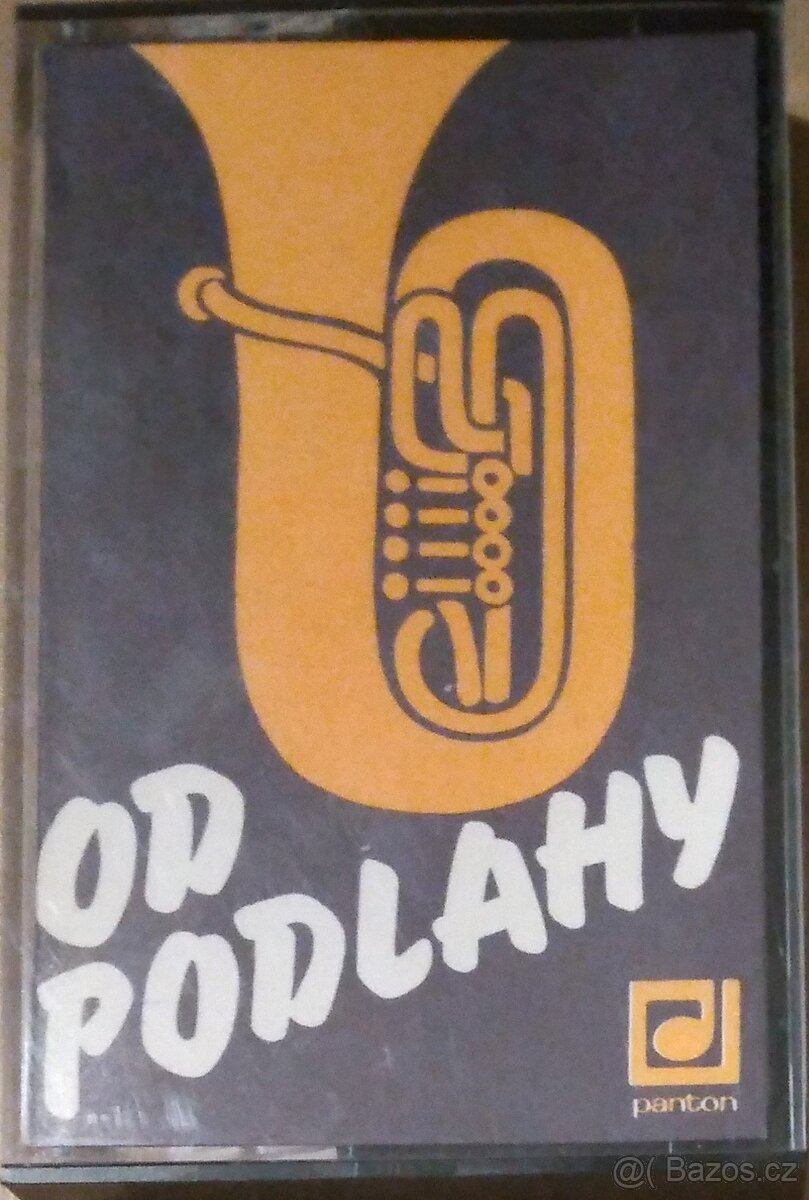 OD
PODLAHY
panton
@( Bazos.cz